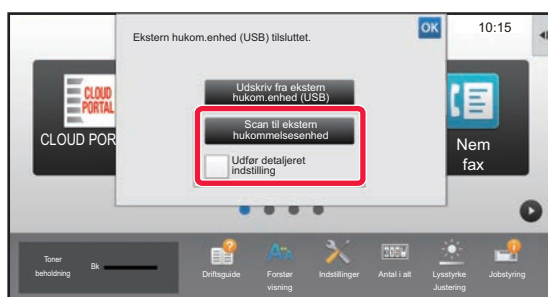 Ekstern hukom.enhed (USB) tilsluttet.
OK
10:15
Udskriv fra ekstern
hukom.enhed (USB)
Scan til ekstern
hukommelsesenhed
Udfør detaljeret
indstilling
CLOUD
PORTAL
CLOUD POR
Nem
fax
Toner
beholdning
Bk
Driftsguide
Forstør
visning
Indstillinger
Antal i alt
Lysstyrke
Justering
Jobstyring